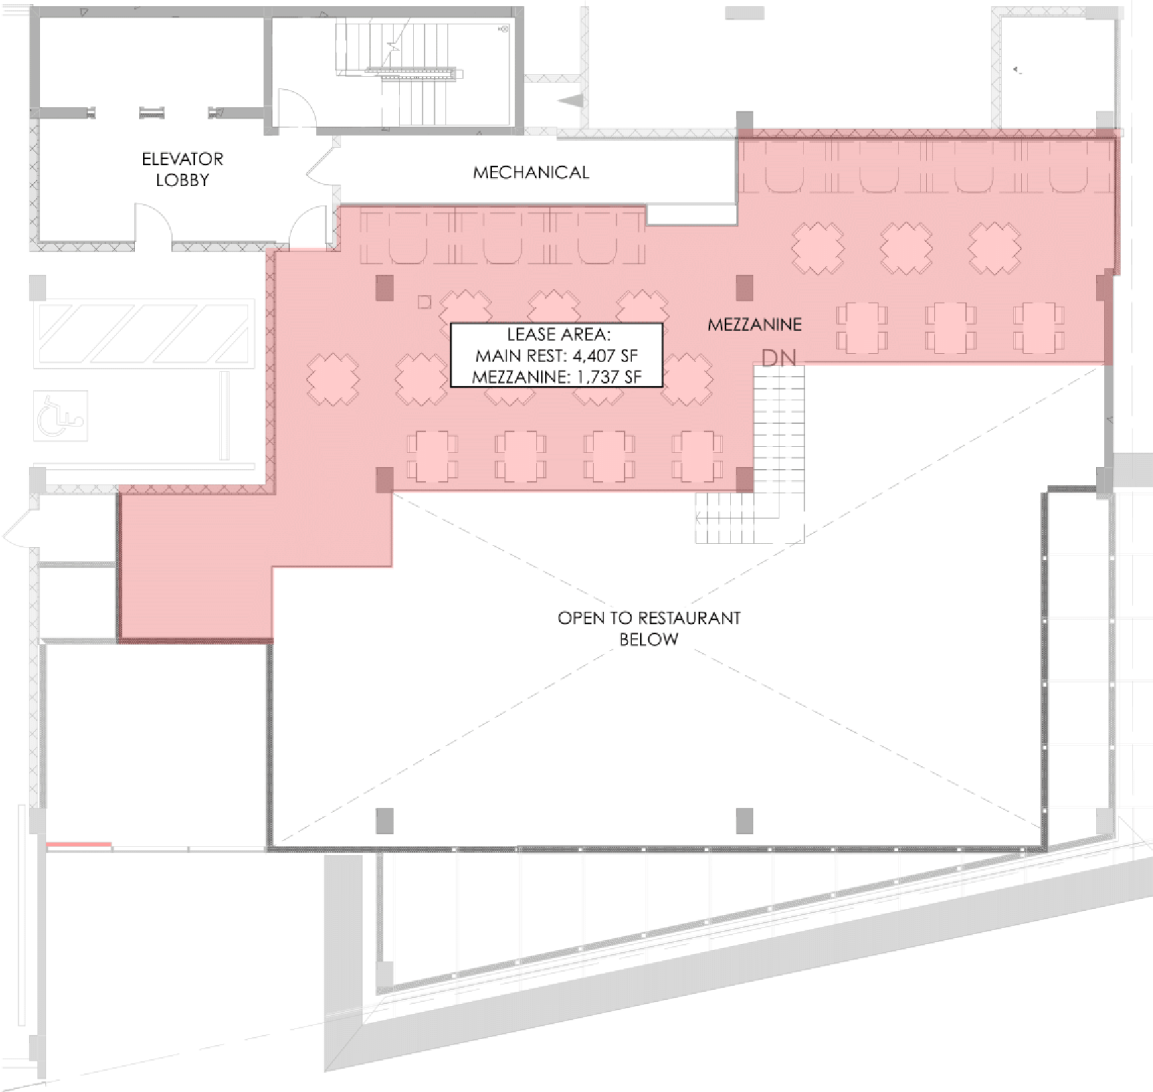 ELEVATOR
LOBBY
MECHANICAL
LEASE AREA:
MAIN REST: 4,407 SF
MEZZANINE: 1,737 SF
MEZZANINE
DN
OPEN TO RESTAURANT
BELOW